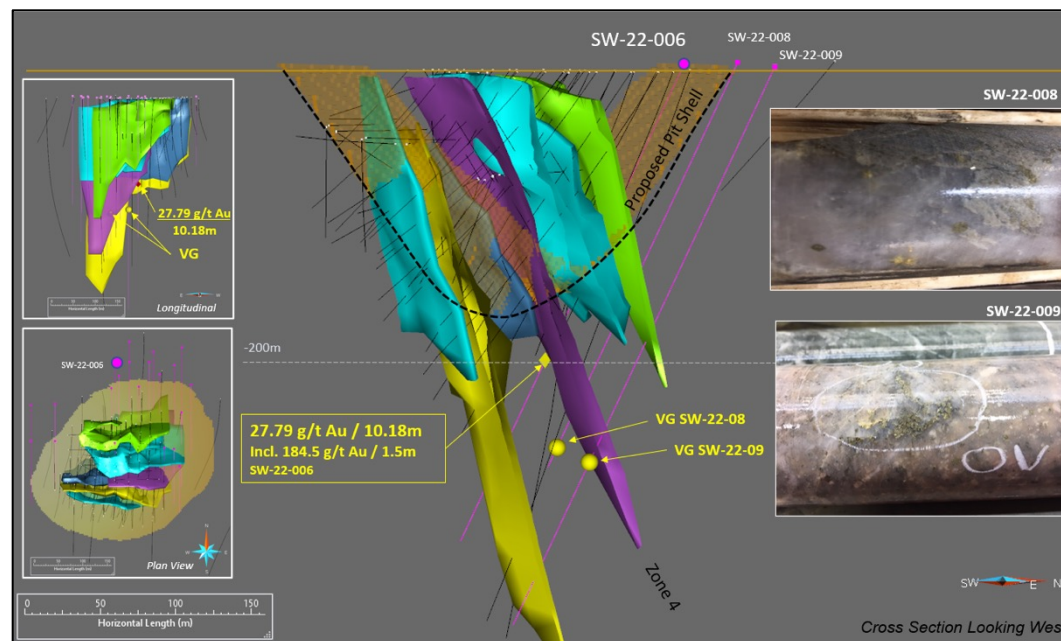 SW-22-006
SW-22-008
SW-22-009
SW-22-008
27.79 g/t Au
10.18m
VG
Longitudinal
Proposed Pit Shell
SW-22-009
-200m
SW-22-006
27.79 g/t Au / 10.18m
Incl. 184.5 g/t Au / 1.5m
SW-22-006
VG SW-22-08
VG SW-22-09
OV
Plan View
Zone 4
0 50 100 150
Horizontal Length (m)
SW E N
Cross Section Looking Wes